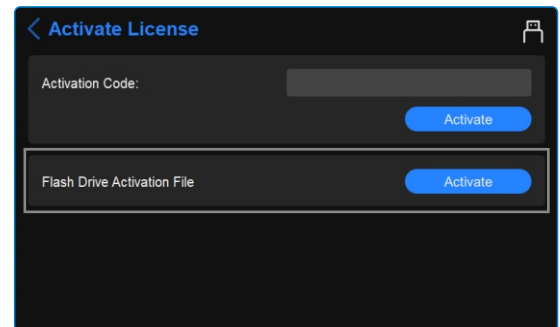 Activate License
Activation Code:
Activate
Flash Drive Activation File
Activate